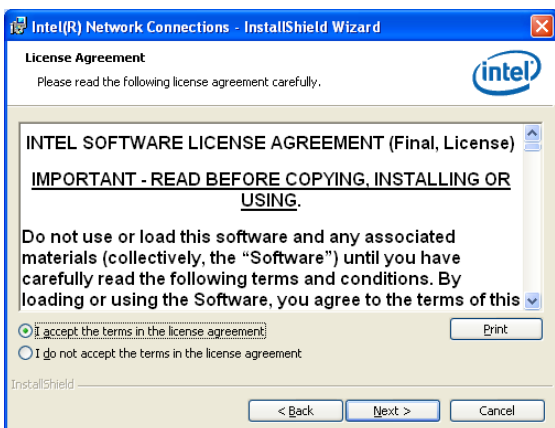 Intel(R) Network Connections - InstallShield Wizard
License Agreement
Please read the following license agreement carefully.
intel
INTEL SOFTWARE LICENSE AGREEMENT (Final, License)
IMPORTANT - READ BEFORE COPYING, INSTALLING OR
USING.
Do not use or load this software and any associated
materials (collectively, the “Software”) until you have
carefully read the following terms and conditions. By
loading or using the Software, you agree to the terms of this
I accept the terms in the license agreement
Print
I do not accept the terms in the license agreement
InstallShield
< Back
Next >
Cancel